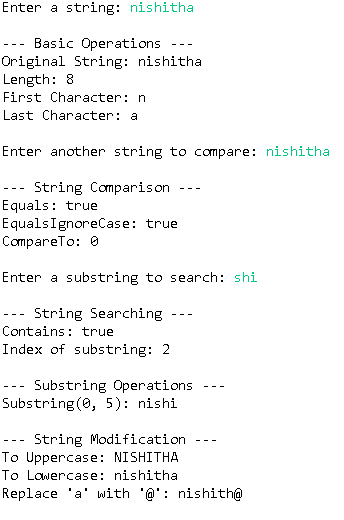 Enter a string: nishitha
--- Basic Operations ---
Original String: nishitha
Length: 8
First Character: n
Last Character: a
Enter another string to compare: nishitha
--- String Comparison ---
Equals: true
EqualsIgnoreCase: true
CompareTo: 0
Enter a substring to search: shi
--- String Searching ---
Contains: true
Index of substring: 2
--- Substring Operations ---
Substring(0, 5): nishi
--- String Modification ---
To Uppercase: NISHITHA
To Lowercase: nishitha
Replace 'a' with '@': nishith@